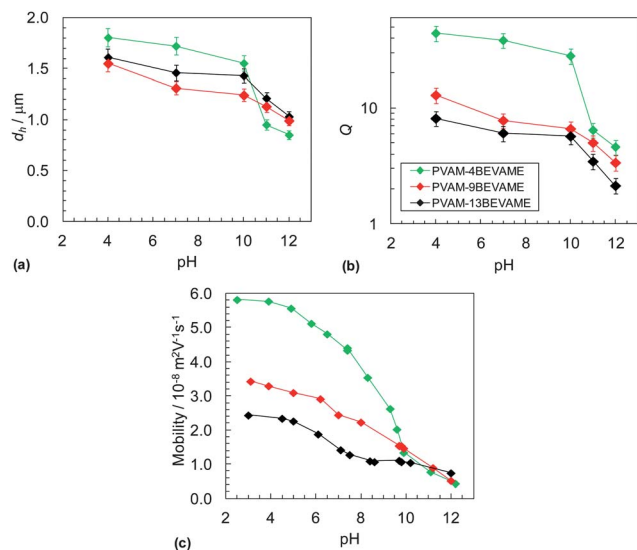 2.0
1.5
1.0
0.5
0.0
d_h / μm
2 4 6 8 10 12
(a)
pH
10
1
Q
PVAM-4BEVAME
PVAM-9BEVAME
PVAM-13BEVAME
2 4 6 8 10 12
(b)
pH
6.0
5.0
4.0
3.0
2.0
1.0
0.0
Mobility / 10⁻⁸ m²V⁻¹s⁻¹
2 4 6 8 10 12
(c)
pH